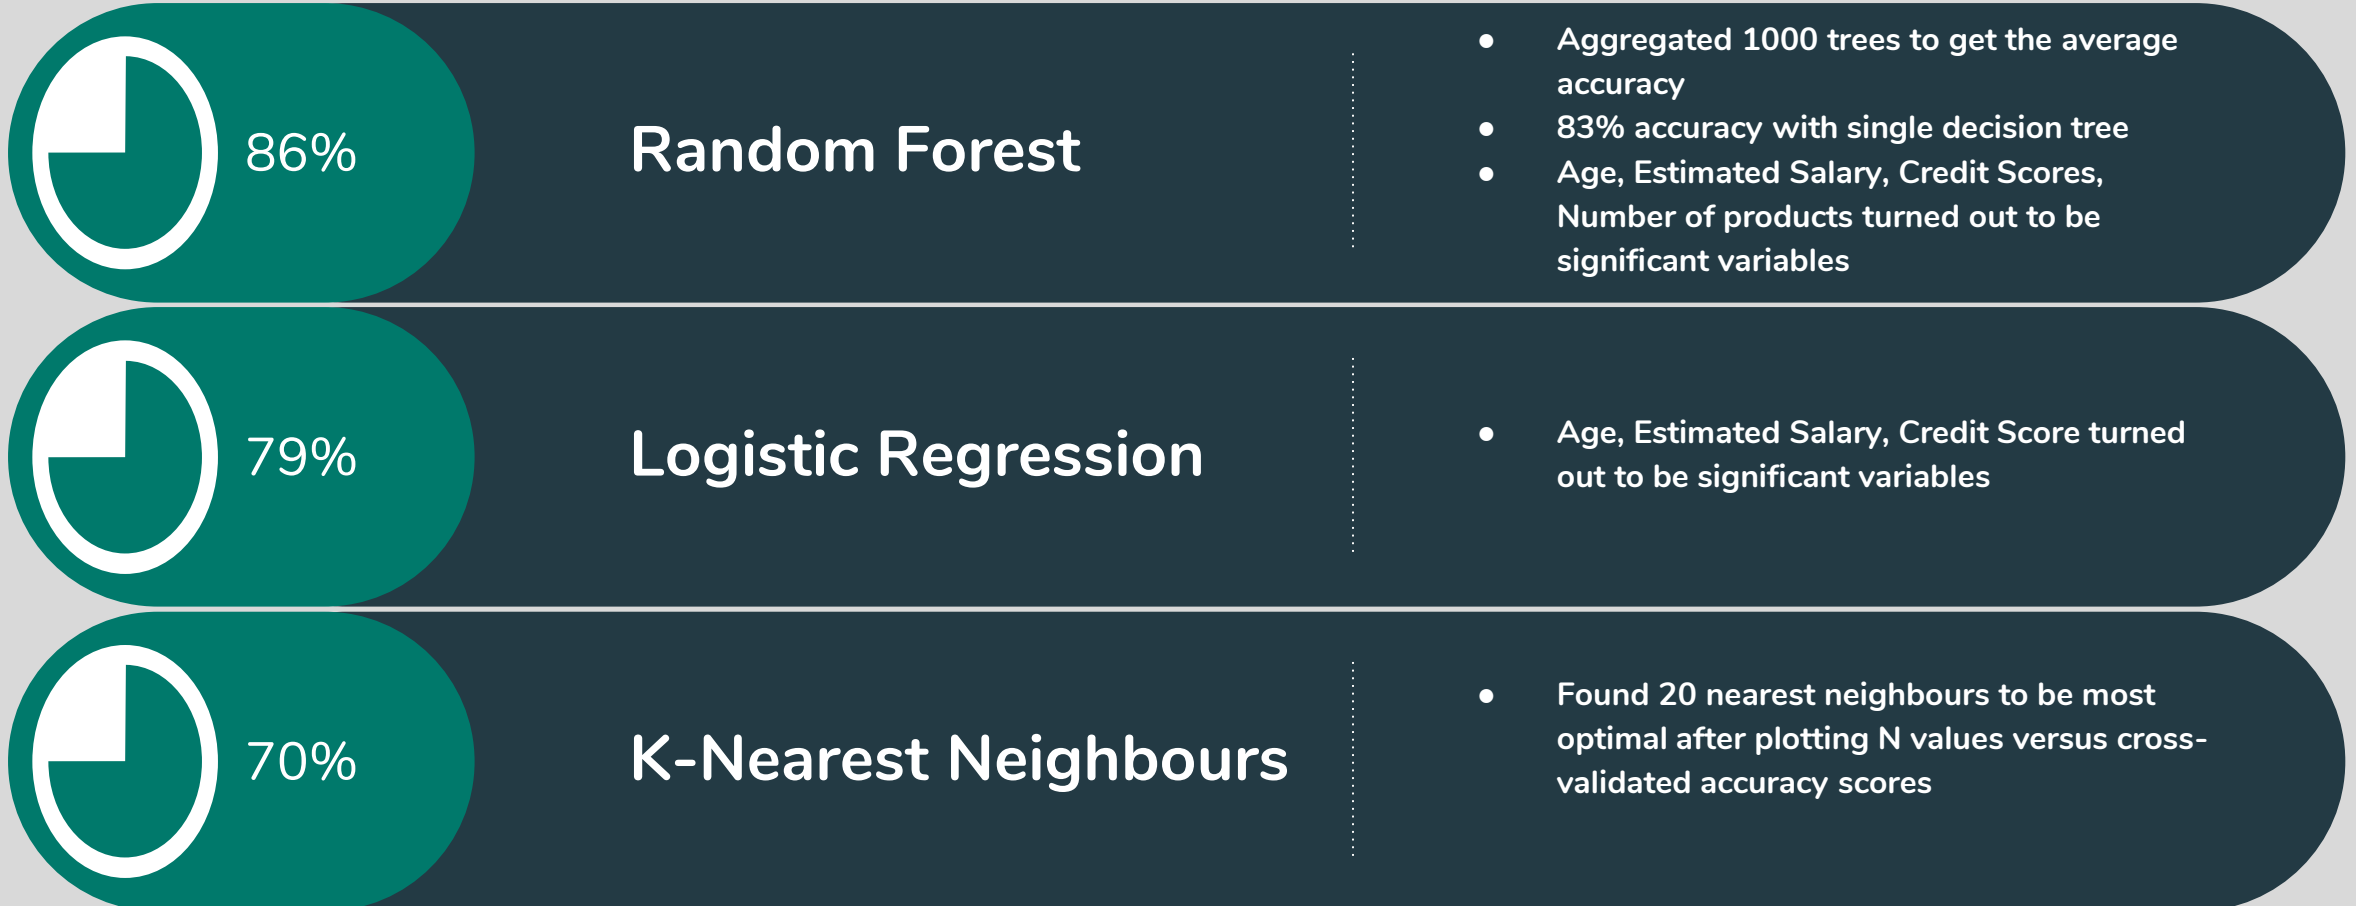 86%
Random Forest
● Aggregated 1000 trees to get the average
accuracy
● 83% accuracy with single decision tree
● Age, Estimated Salary, Credit Scores,
Number of products turned out to be
significant variables
79%
Logistic Regression
● Age, Estimated Salary, Credit Score turned
out to be significant variables
70%
K-Nearest Neighbours
● Found 20 nearest neighbours to be most
optimal after plotting N values versus cross-
validated accuracy scores